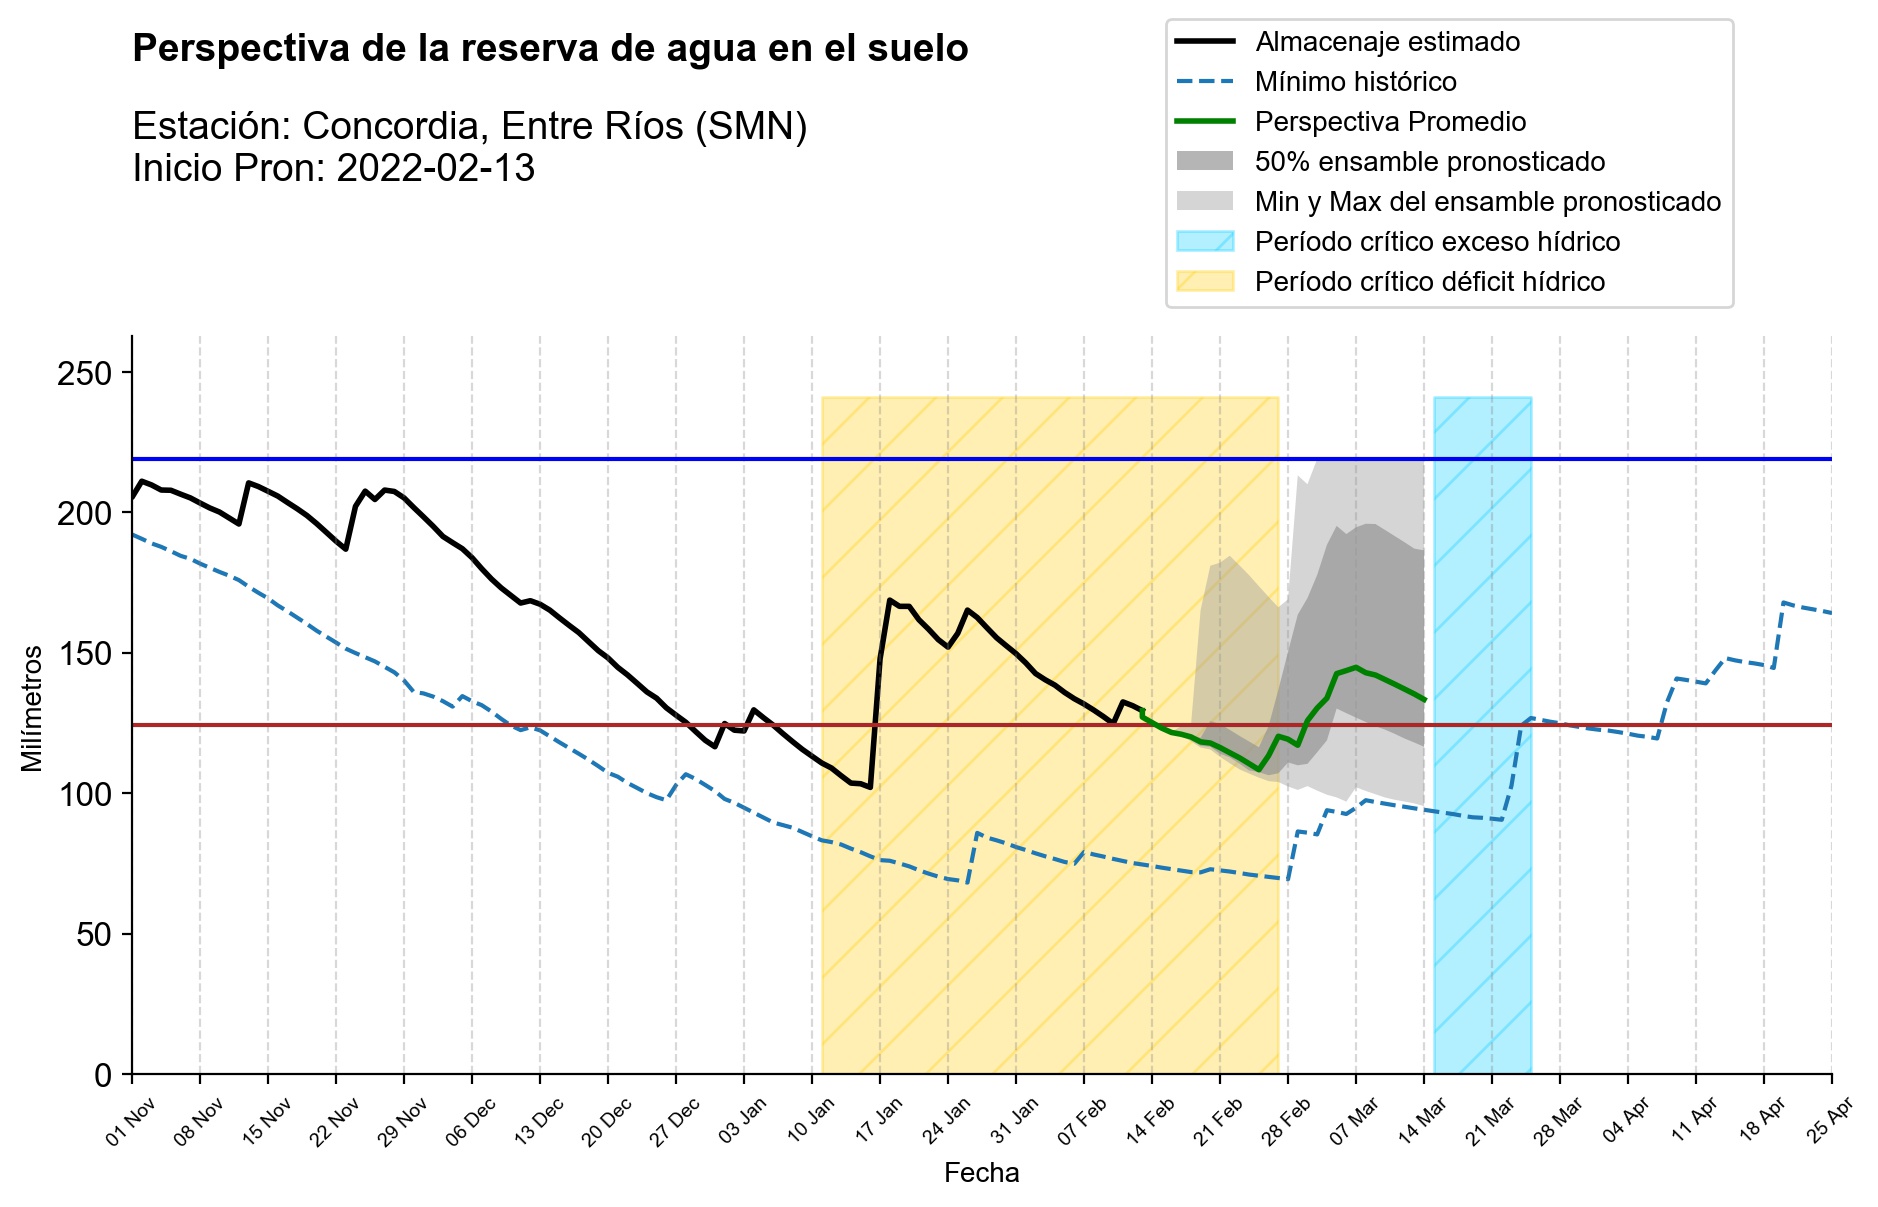 Perspectiva de la reserva de agua en el suelo
Estación: Concordia, Entre Ríos (SMN)
Inicio Pron: 2022-02-13
Almacenaje estimado
Mínimo histórico
Perspectiva Promedio
50% ensamble pronosticado
Min y Max del ensamble pronosticado
Período crítico exceso hídrico
Período crítico déficit hídrico
Milímetros
250
200
150
100
50
0
01 Nov
08 Nov
15 Nov
22 Nov
29 Nov
06 Dec
13 Dec
20 Dec
27 Dec
03 Jan
10 Jan
17 Jan
24 Jan
31 Jan
07 Feb
14 Feb
21 Feb
28 Feb
07 Mar
14 Mar
21 Mar
28 Mar
04 Apr
11 Apr
18 Apr
25 Apr
Fecha